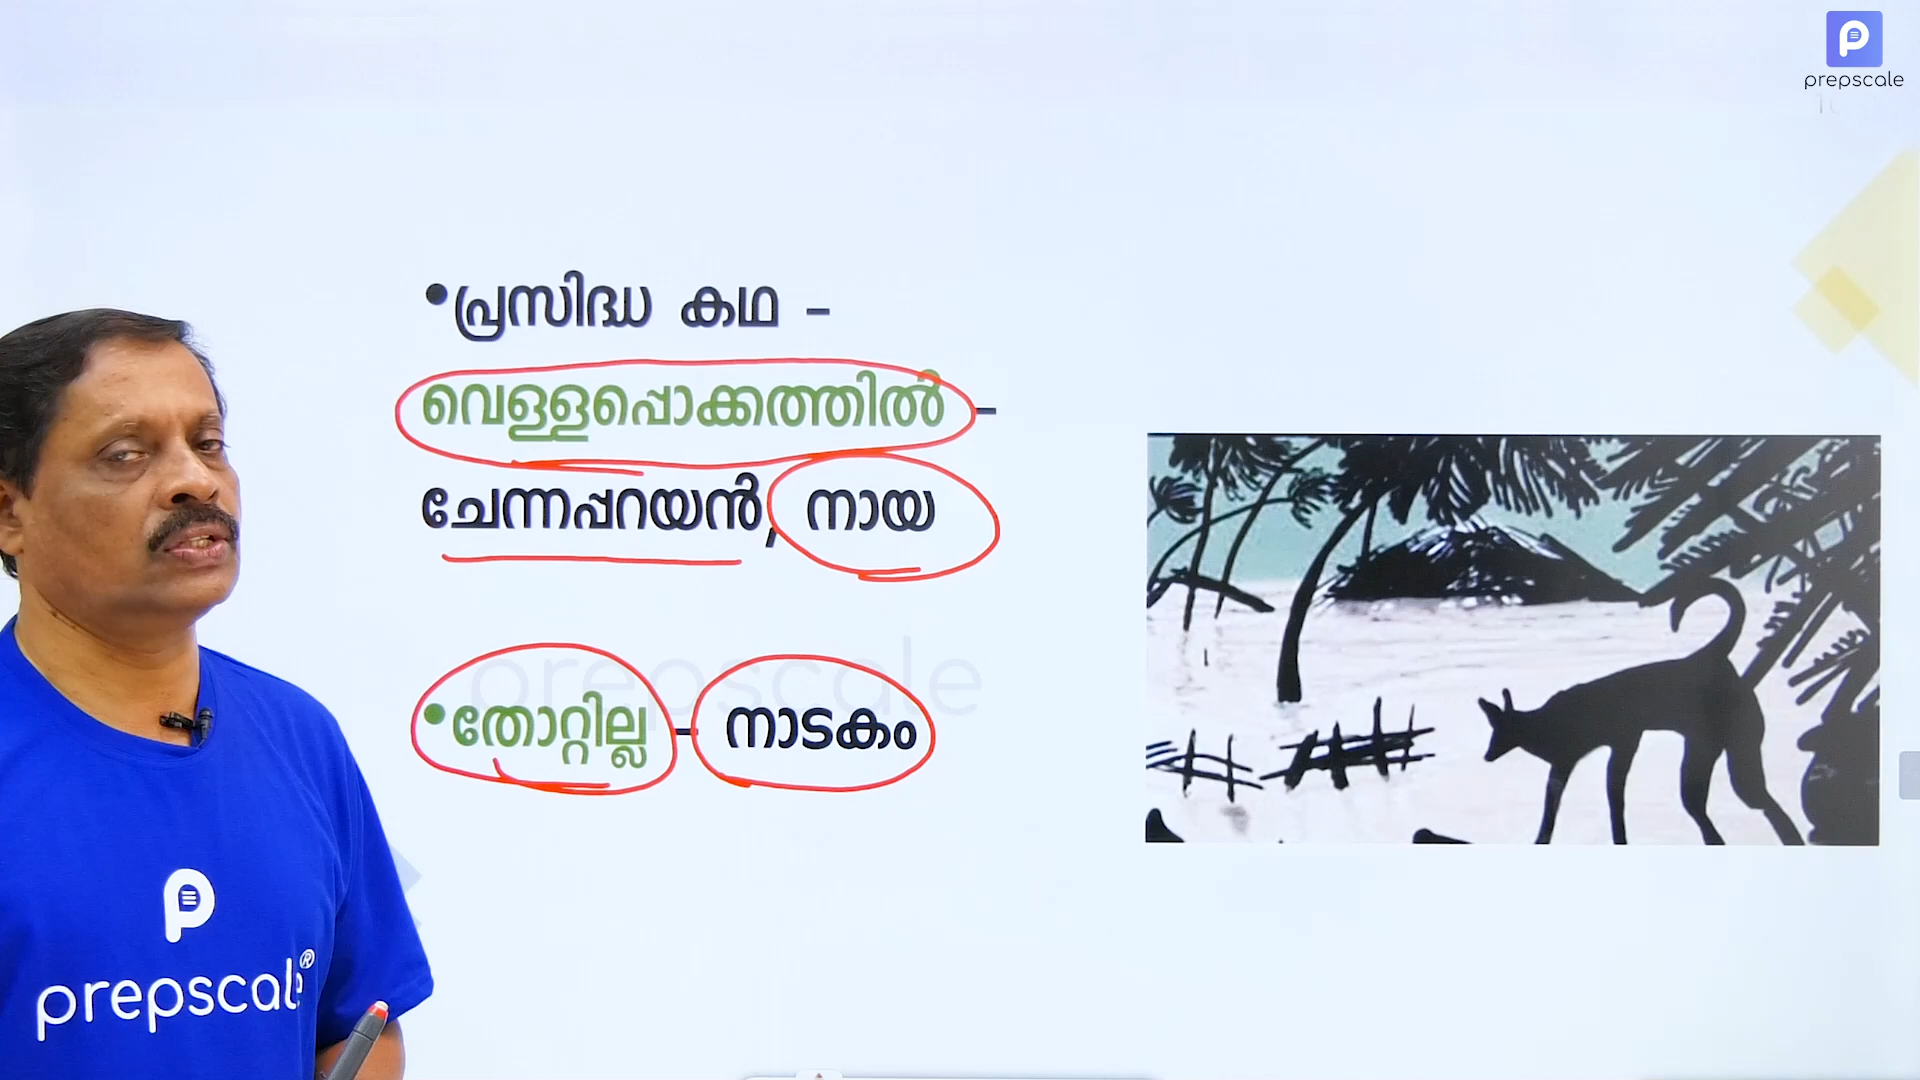 prepscale
•പ്രസിദ്ധ കഥ –
വെള്ളപ്പൊക്കത്തിൽ –
ചേന്നപ്പറയൻ, നായ
prepscale
•തോറ്റില്ല – നാടകം
prepscale®